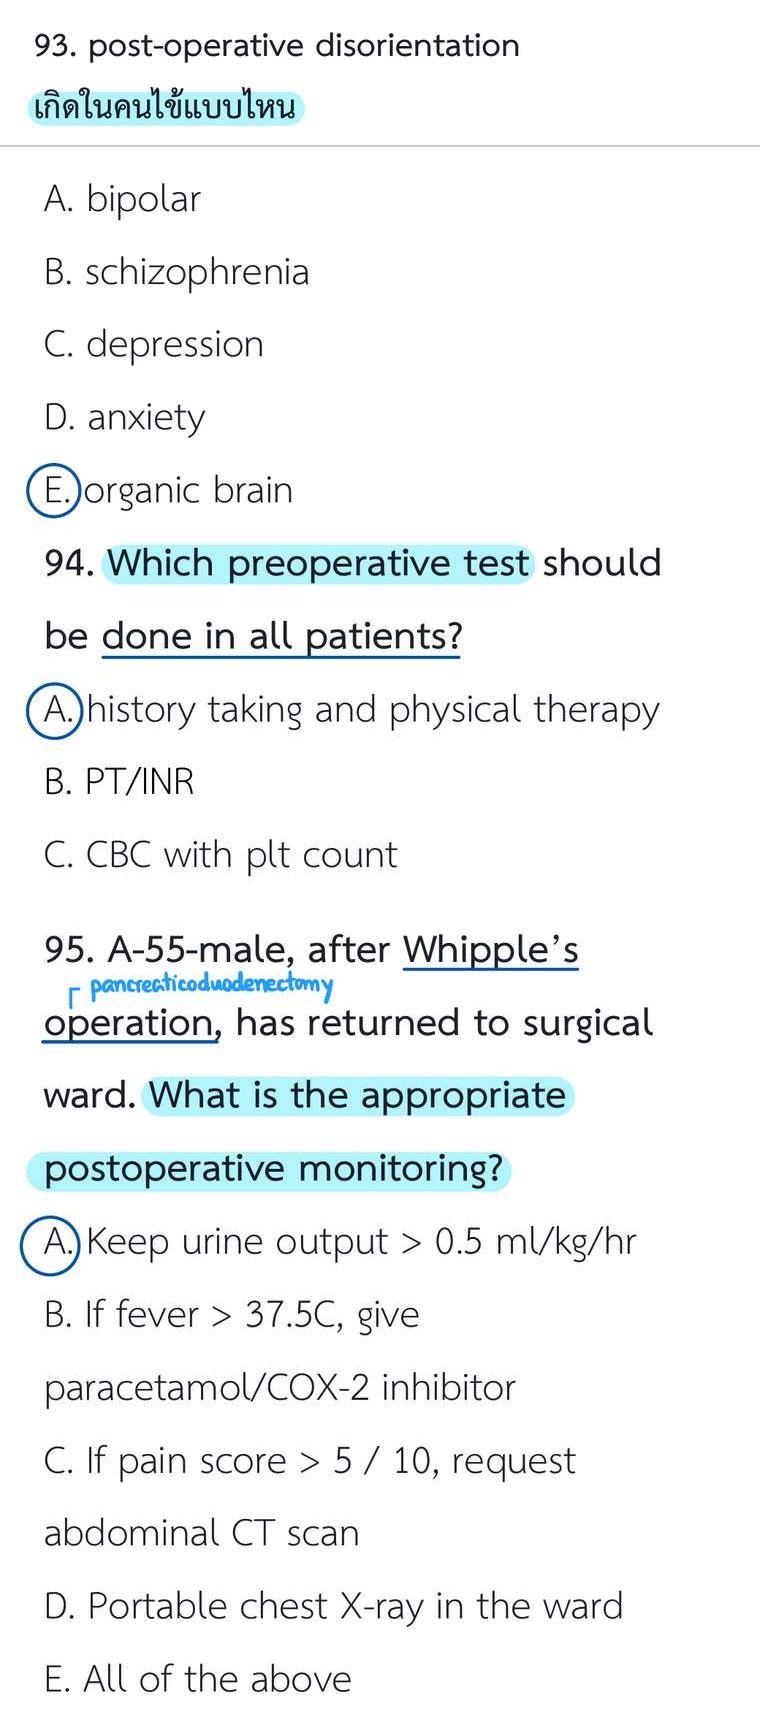 93. post-operative disorientation
เกิดในคนไข้แบบไหน
A. bipolar
B. schizophrenia
C. depression
D. anxiety
E. organic brain
94. Which preoperative test should
be done in all patients?
A. history taking and physical therapy
B. PT/INR
C. CBC with plt count
95. A-55-male, after Whipple's
pancreaticoduodenectomy
operation, has returned to surgical
ward. What is the appropriate
postoperative monitoring?
A. Keep urine output > 0.5 ml/kg/hr
B. If fever > 37.5C, give
paracetamol/COX-2 inhibitor
C. If pain score > 5 / 10, request
abdominal CT scan
D. Portable chest X-ray in the ward
E. All of the above